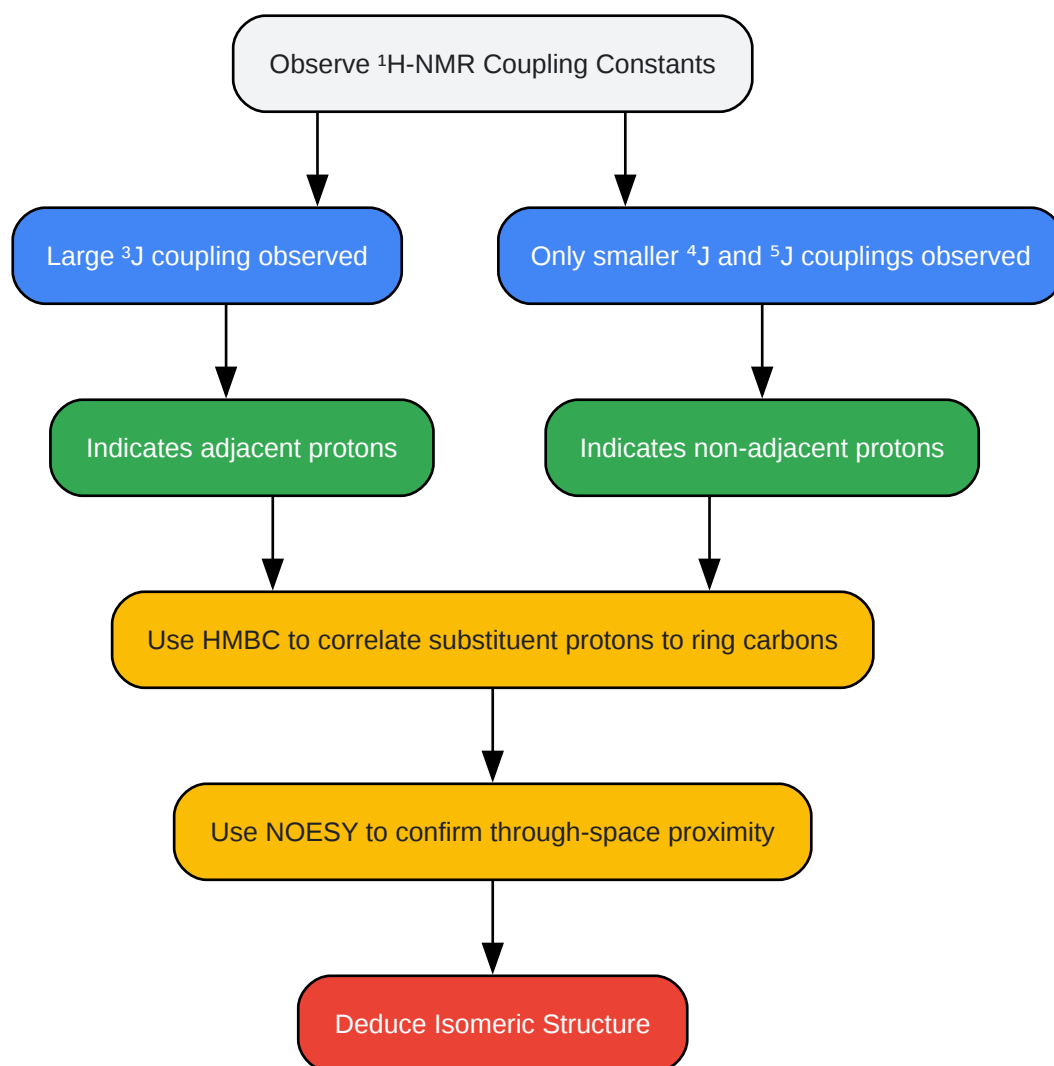 Observe ¹H-NMR Coupling Constants
Large ³J coupling observed
Only smaller ⁴J and ⁵J couplings observed
Indicates adjacent protons
Indicates non-adjacent protons
Use HMBC to correlate substituent protons to ring carbons
Use NOESY to confirm through-space proximity
Deduce Isomeric Structure